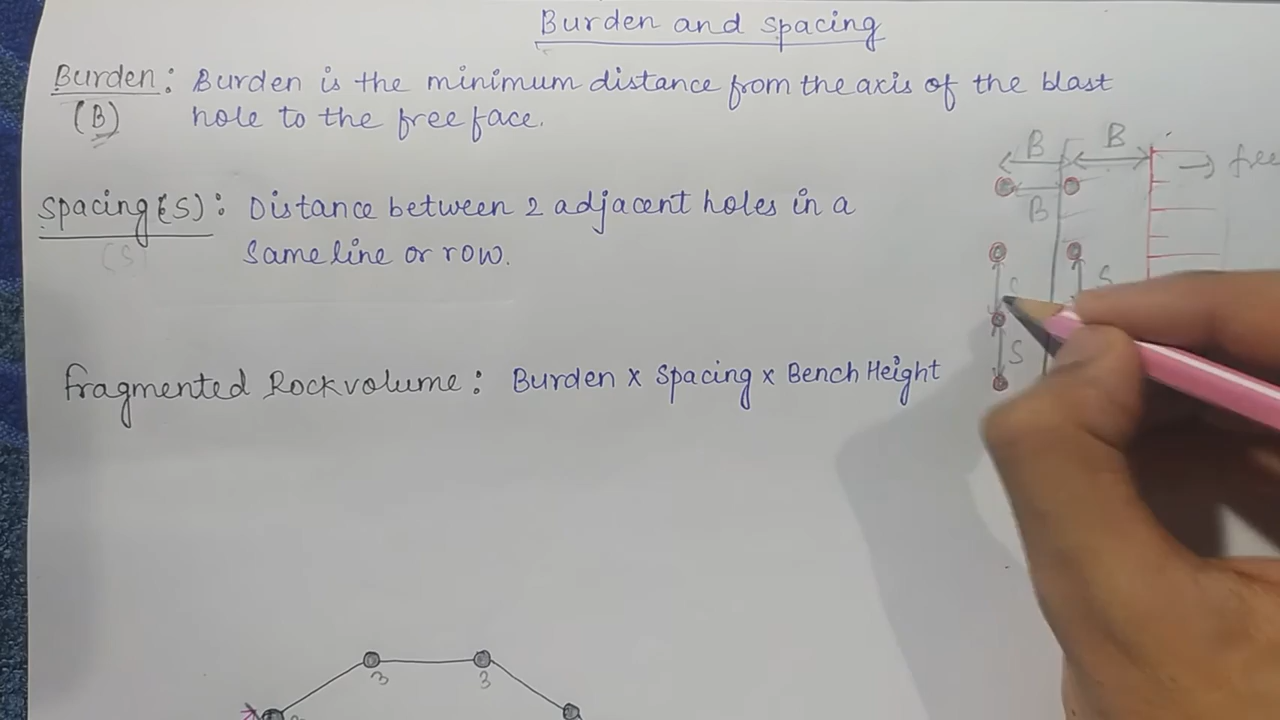 Burden and spacing
Burden: Burden is the minimum distance from the axis of the blast
(B) hole to the free face.
B B
→ free
B
Spacing(S): Distance between 2 adjacent holes in a
(S) Same line or row.
S S
S
Fragmented Rock volume: Burden x Spacing x Bench Height
3 3